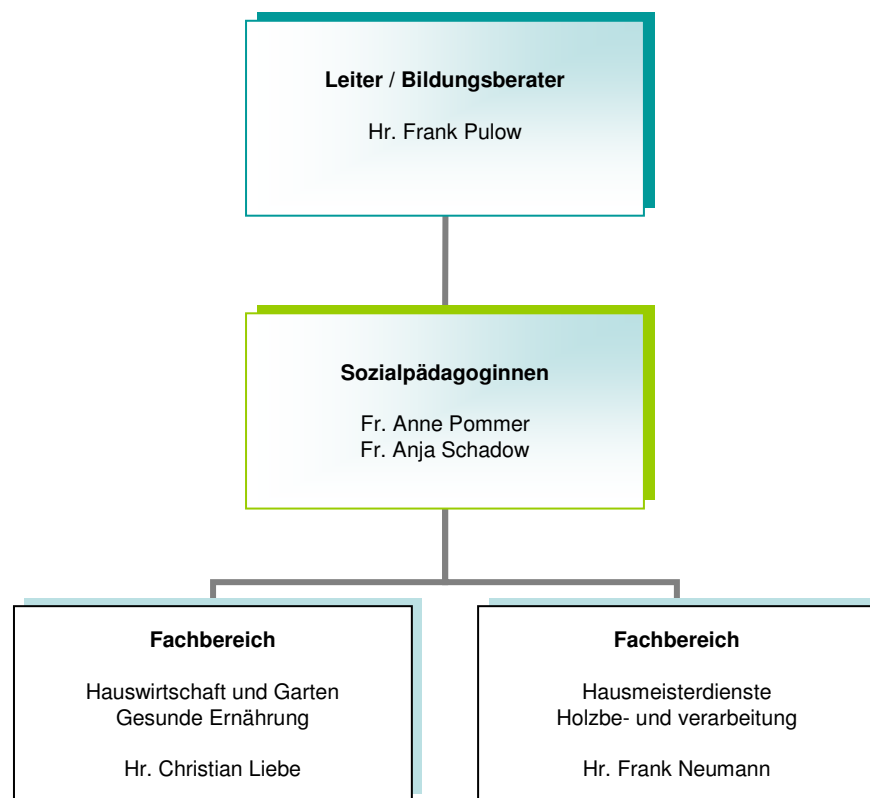 Leiter / Bildungsberater
Hr. Frank Pulow
Sozialpädagoginnen
Fr. Anne Pommer
Fr. Anja Schadow
Fachbereich
Hauswirtschaft und Garten
Gesunde Ernährung
Hr. Christian Liebe
Fachbereich
Hausmeisterdienste
Holzbe- und verarbeitung
Hr. Frank Neumann